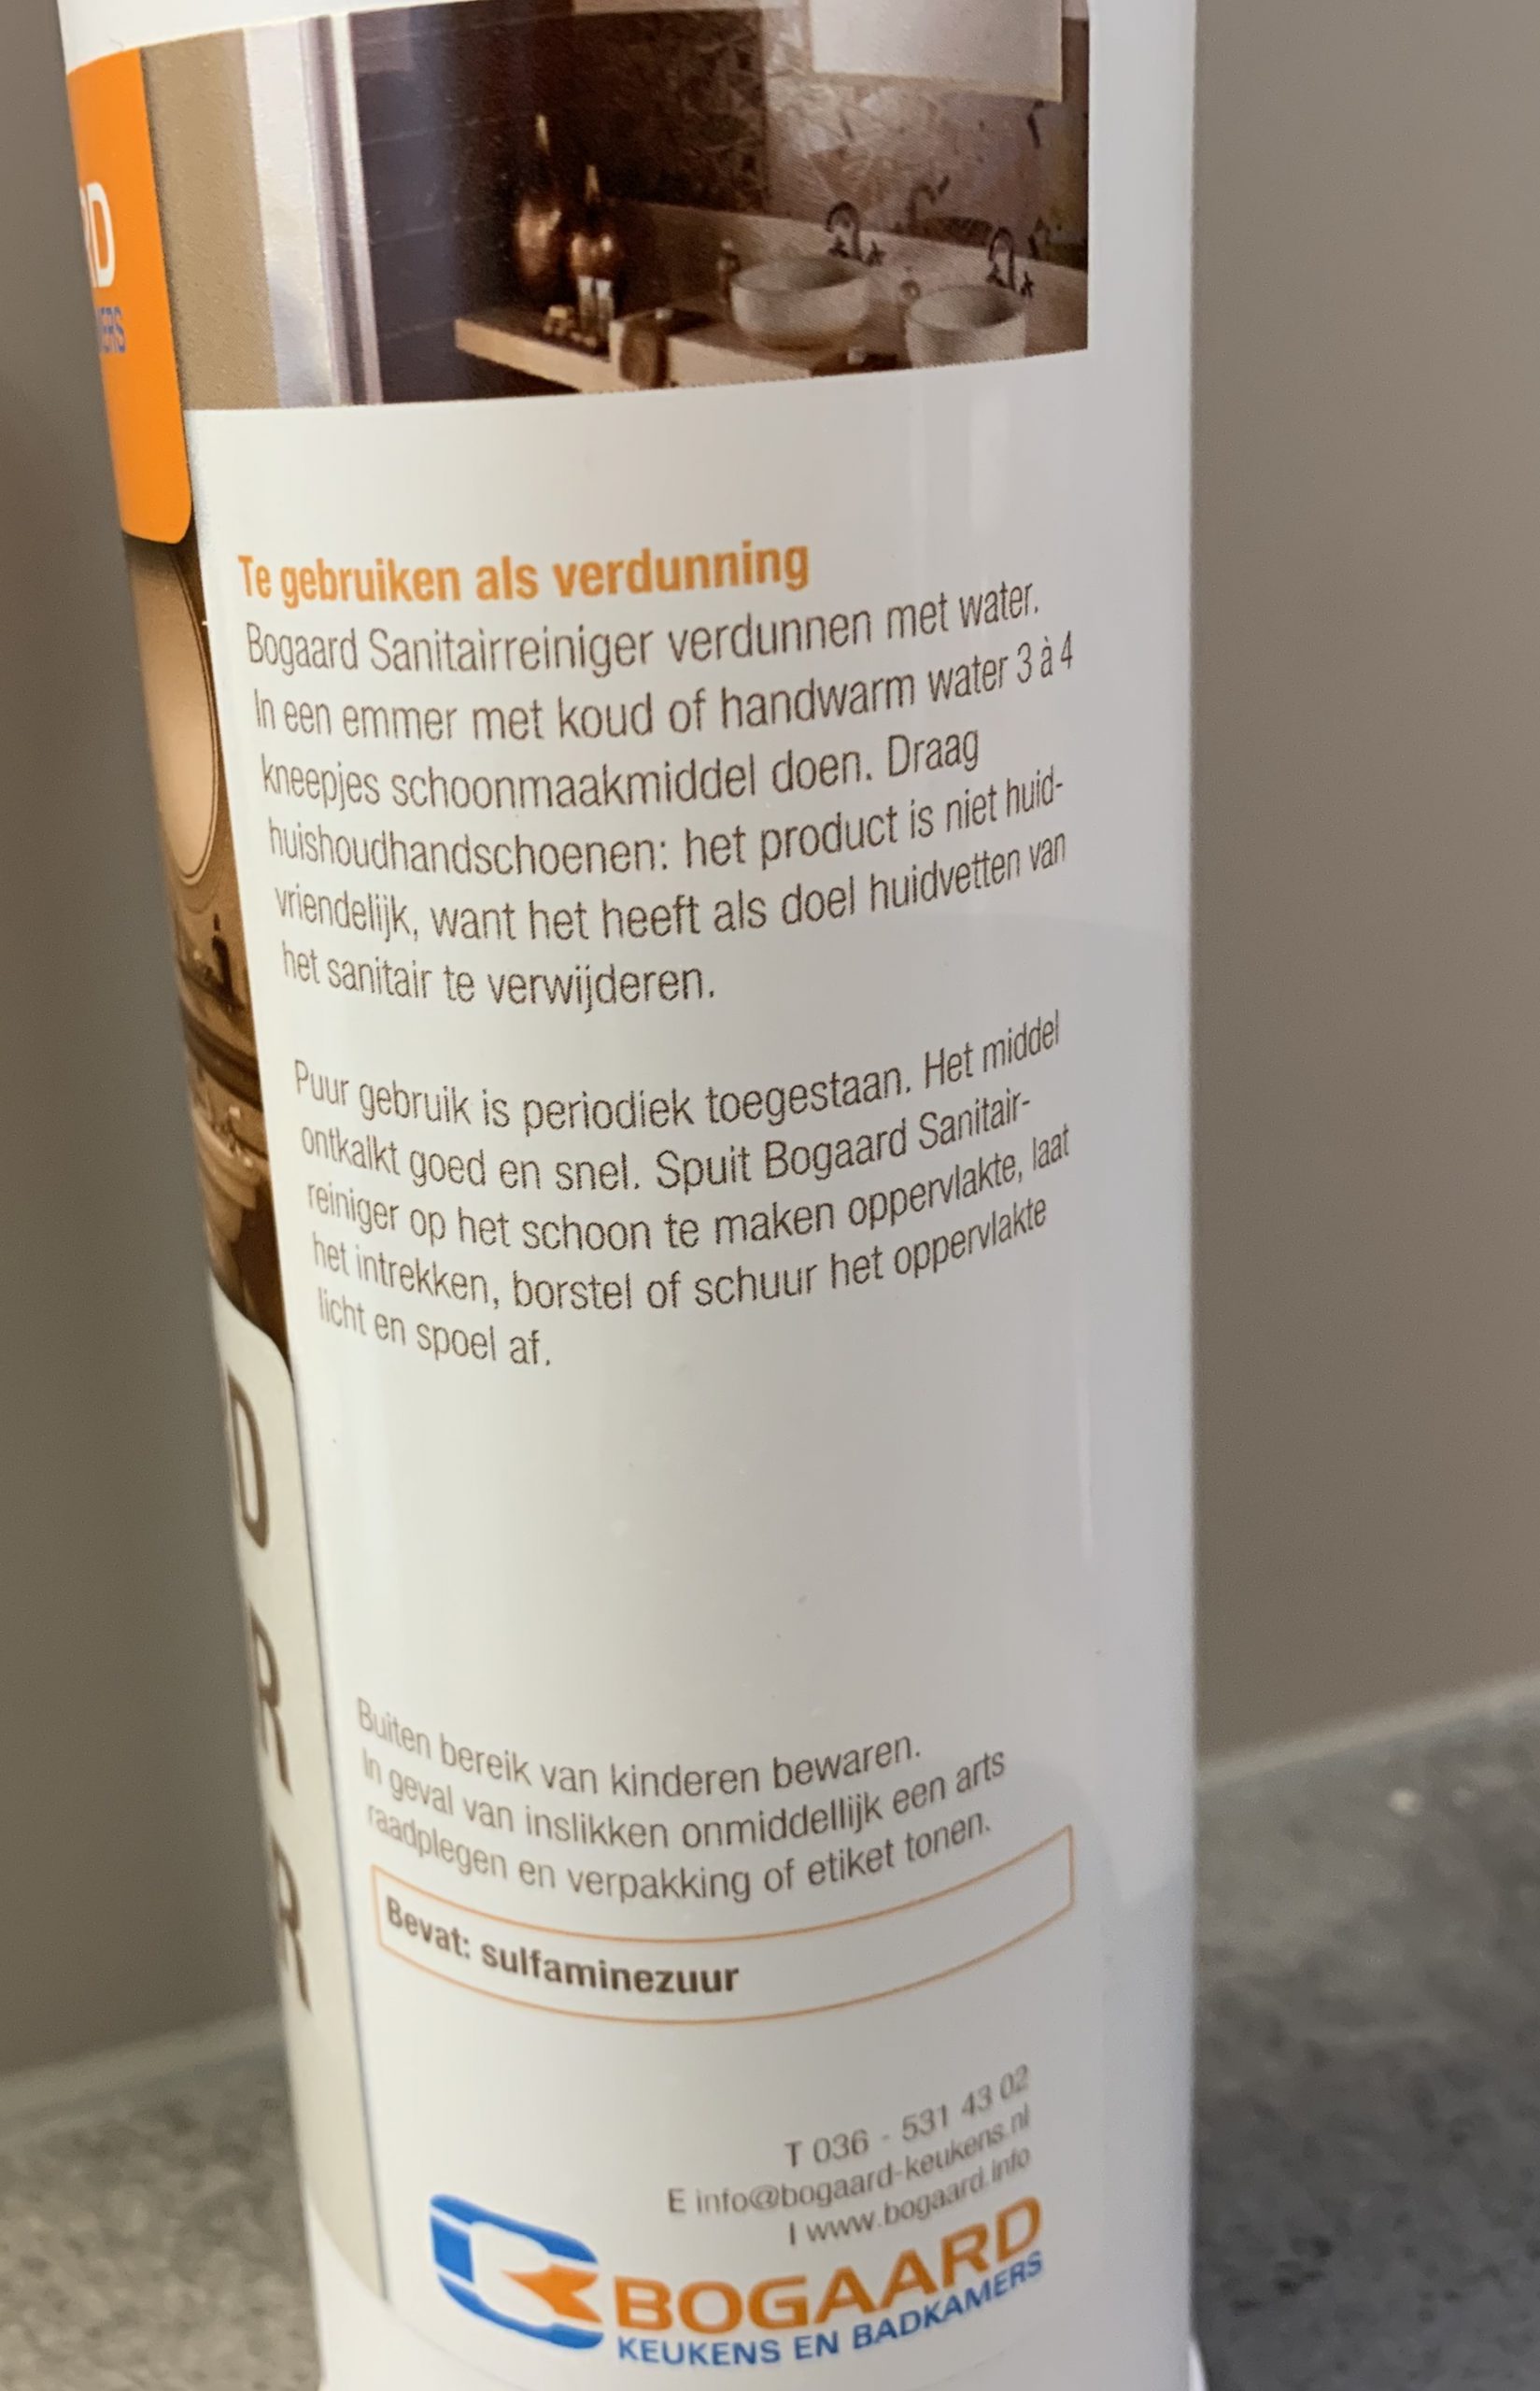 RD
ERS
Te gebruiken als verdunning
Bogaard Sanitairreiniger verdunnen met water.
In een emmer met koud of handwarm water 3 à 4
kneepjes schoonmaakmiddel doen. Draag
huishoudhandschoenen: het product is niet huid-
vriendelijk, want het heeft als doel huidvetten van
het sanitair te verwijderen.
Puur gebruik is periodiek toegestaan. Het middel
ontkalkt goed en snel. Spuit Bogaard Sanitair-
reiniger op het schoon te maken oppervlakte, laat
het intrekken, borstel of schuur het oppervlakte
licht en spoel af.
D
R
R
Buiten bereik van kinderen bewaren.
In geval van inslikken onmiddellijk een arts
raadplegen en verpakking of etiket tonen.
Bevat: sulfaminezuur
T 036 - 531 43 02
E info@bogaard-keukens.nl
I www.bogaard.info
BOGAARD
KEUKENS EN BADKAMERS